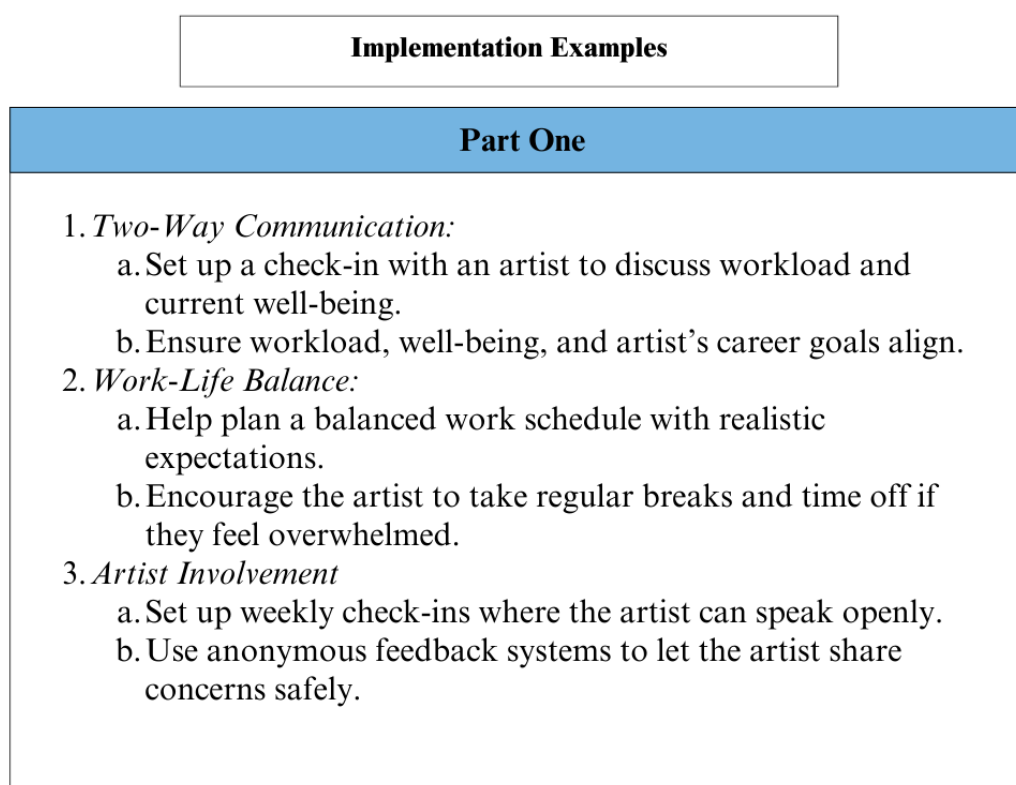 Implementation Examples
Part One
1. Two-Way Communication:
a. Set up a check-in with an artist to discuss workload and
current well-being.
b. Ensure workload, well-being, and artist’s career goals align.
2. Work-Life Balance:
a. Help plan a balanced work schedule with realistic
expectations.
b. Encourage the artist to take regular breaks and time off if
they feel overwhelmed.
3. Artist Involvement
a. Set up weekly check-ins where the artist can speak openly.
b. Use anonymous feedback systems to let the artist share
concerns safely.